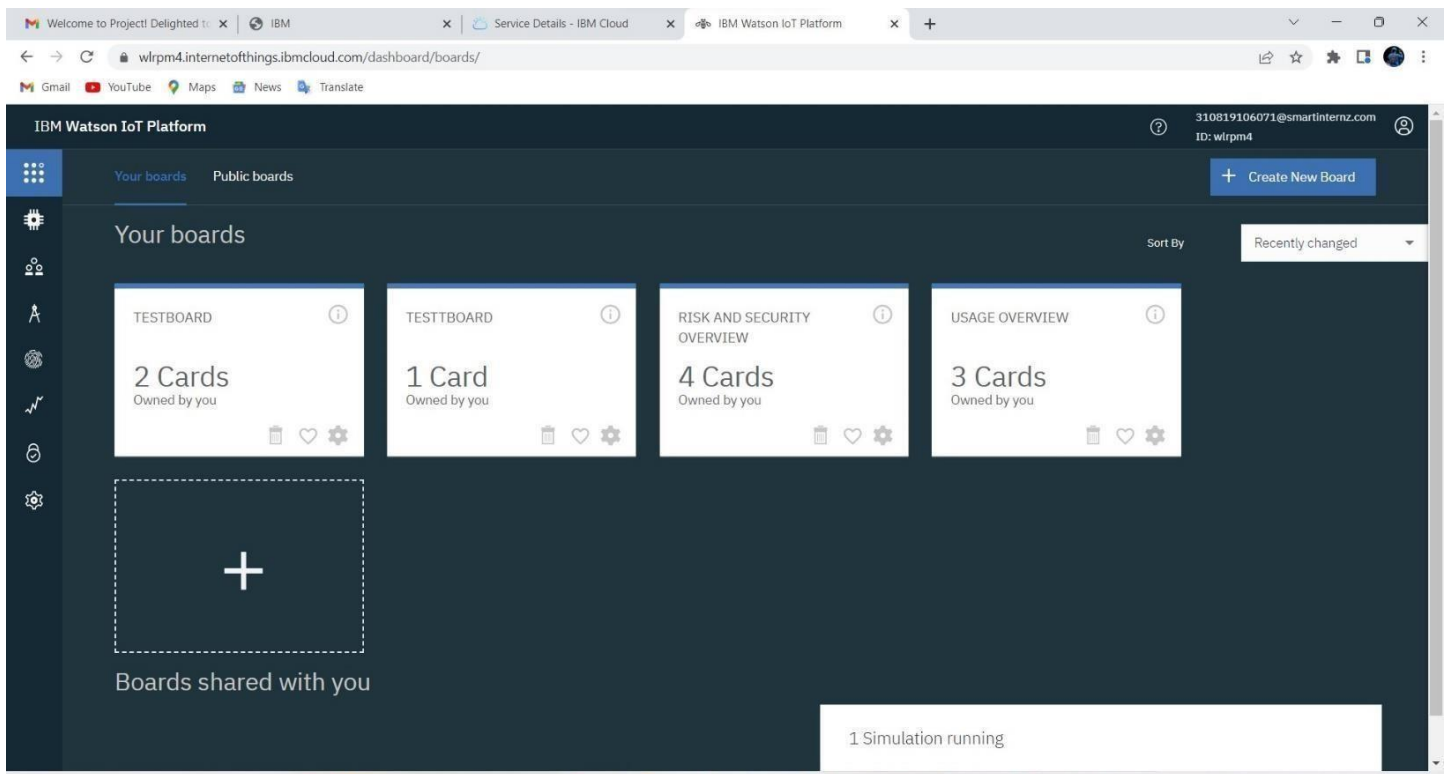 Welcome to Project! Delighted to
IBM
Service Details - IBM Cloud
IBM Watson IoT Platform
wlrpm4.internetofthings.ibmcloud.com/dashboard/boards/
Gmail YouTube Maps News Translate
IBM Watson IoT Platform
310819106071@smartinternz.com
ID: wlrpm4
Your boards Public boards
Create New Board
Your boards
Sort By Recently changed
TESTBOARD
2 Cards
Owned by you
TESTTBOARD
1 Card
Owned by you
RISK AND SECURITY
OVERVIEW
4 Cards
Owned by you
USAGE OVERVIEW
3 Cards
Owned by you
Boards shared with you
1 Simulation running